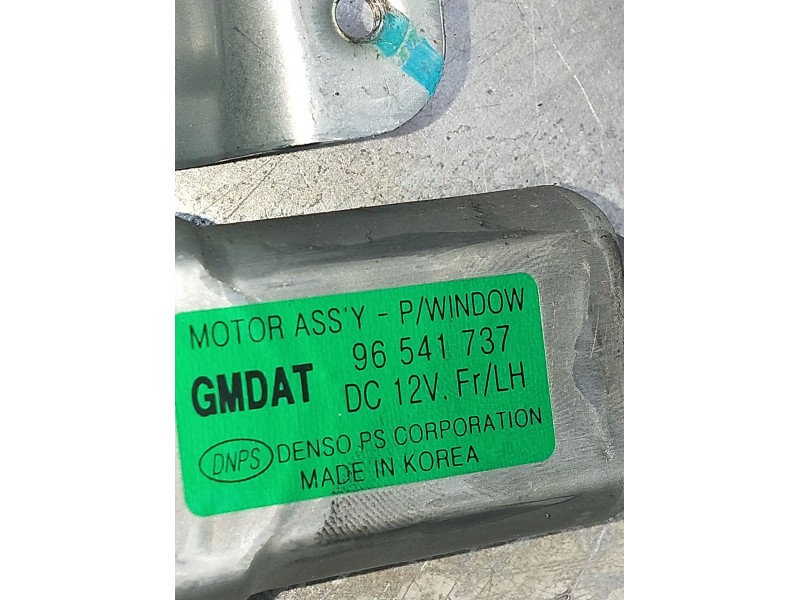 MOTOR ASS'Y - P/WINDOW
GMDAT 96 541 737
DC 12V. Fr/LH
DNPS DENSO PS CORPORATION
MADE IN KOREA